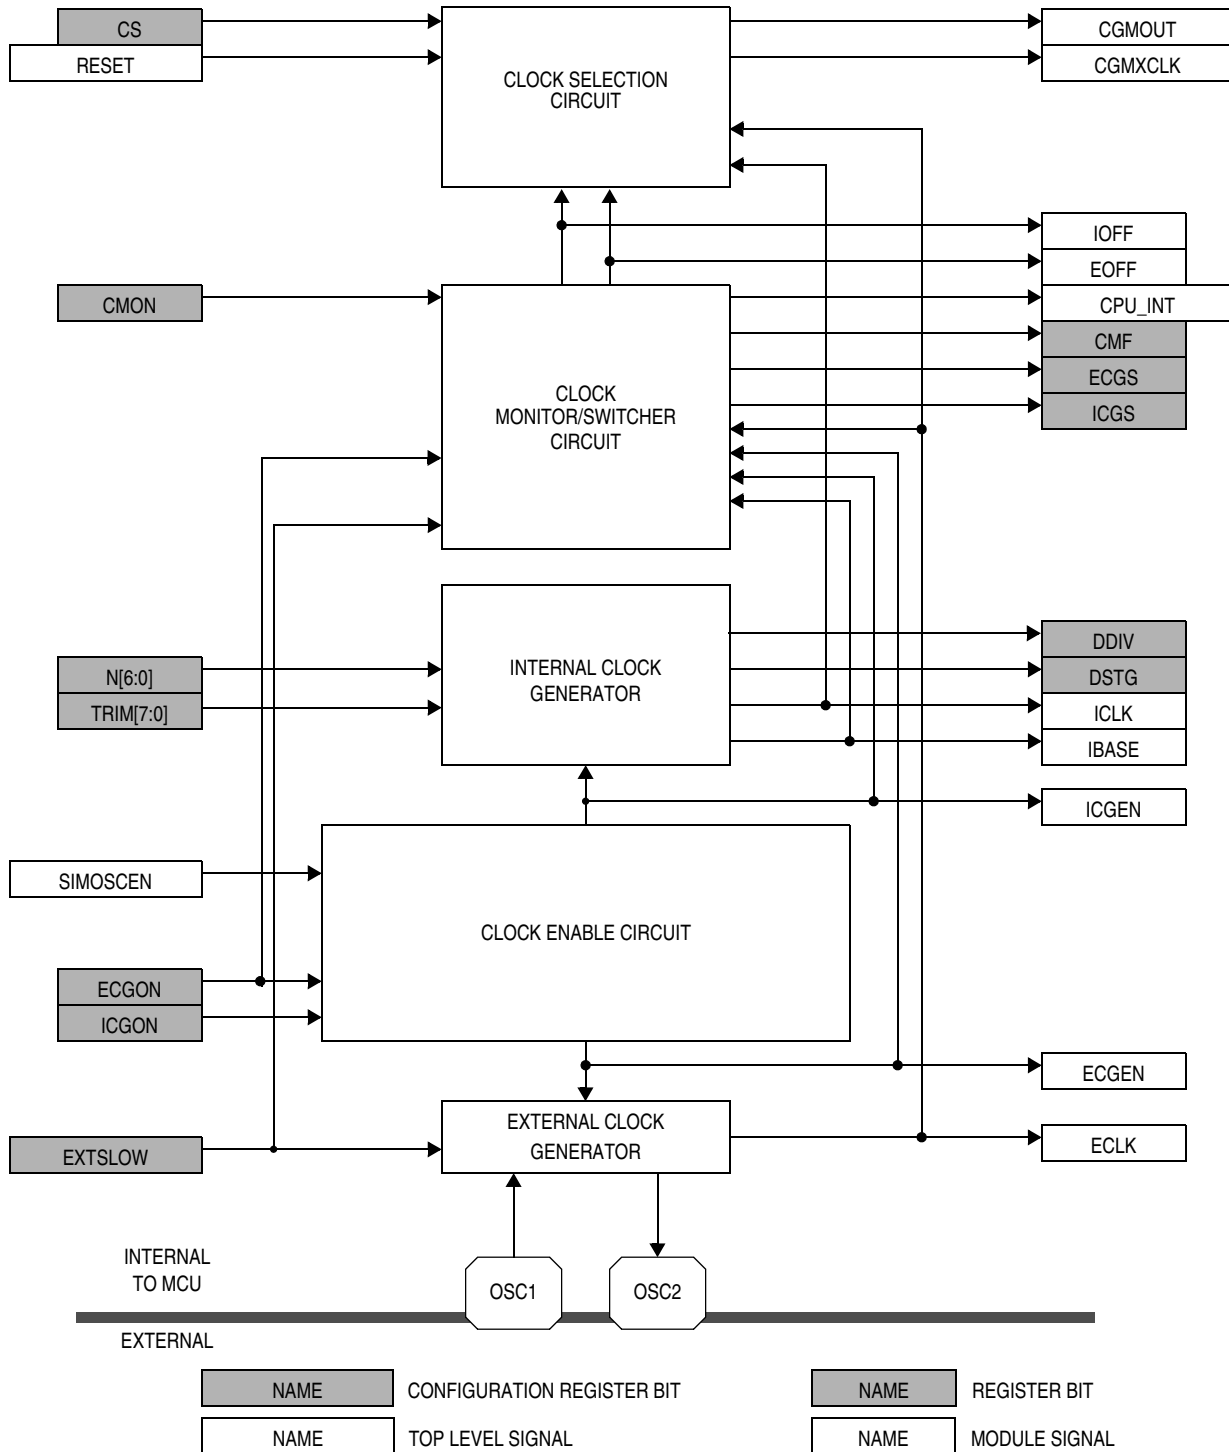 CS
CGMOUT
RESET
CGMXCLK
CLOCK SELECTION
CIRCUIT
IOFF
EOFF
CMON
CPU_INT
CMF
ECGS
ICGS
CLOCK
MONITOR/SWITCHER
CIRCUIT
DDIV
N[6:0]
DSTG
TRIM[7:0]
ICLK
IBASE
INTERNAL CLOCK
GENERATOR
ICGEN
SIMOSCEN
CLOCK ENABLE CIRCUIT
ECGON
ICGON
ECGEN
EXTERNAL CLOCK
GENERATOR
EXTSLOW
ECLK
INTERNAL
TO MCU
OSC1
OSC2
EXTERNAL
NAME CONFIGURATION REGISTER BIT
NAME REGISTER BIT
NAME TOP LEVEL SIGNAL
NAME MODULE SIGNAL